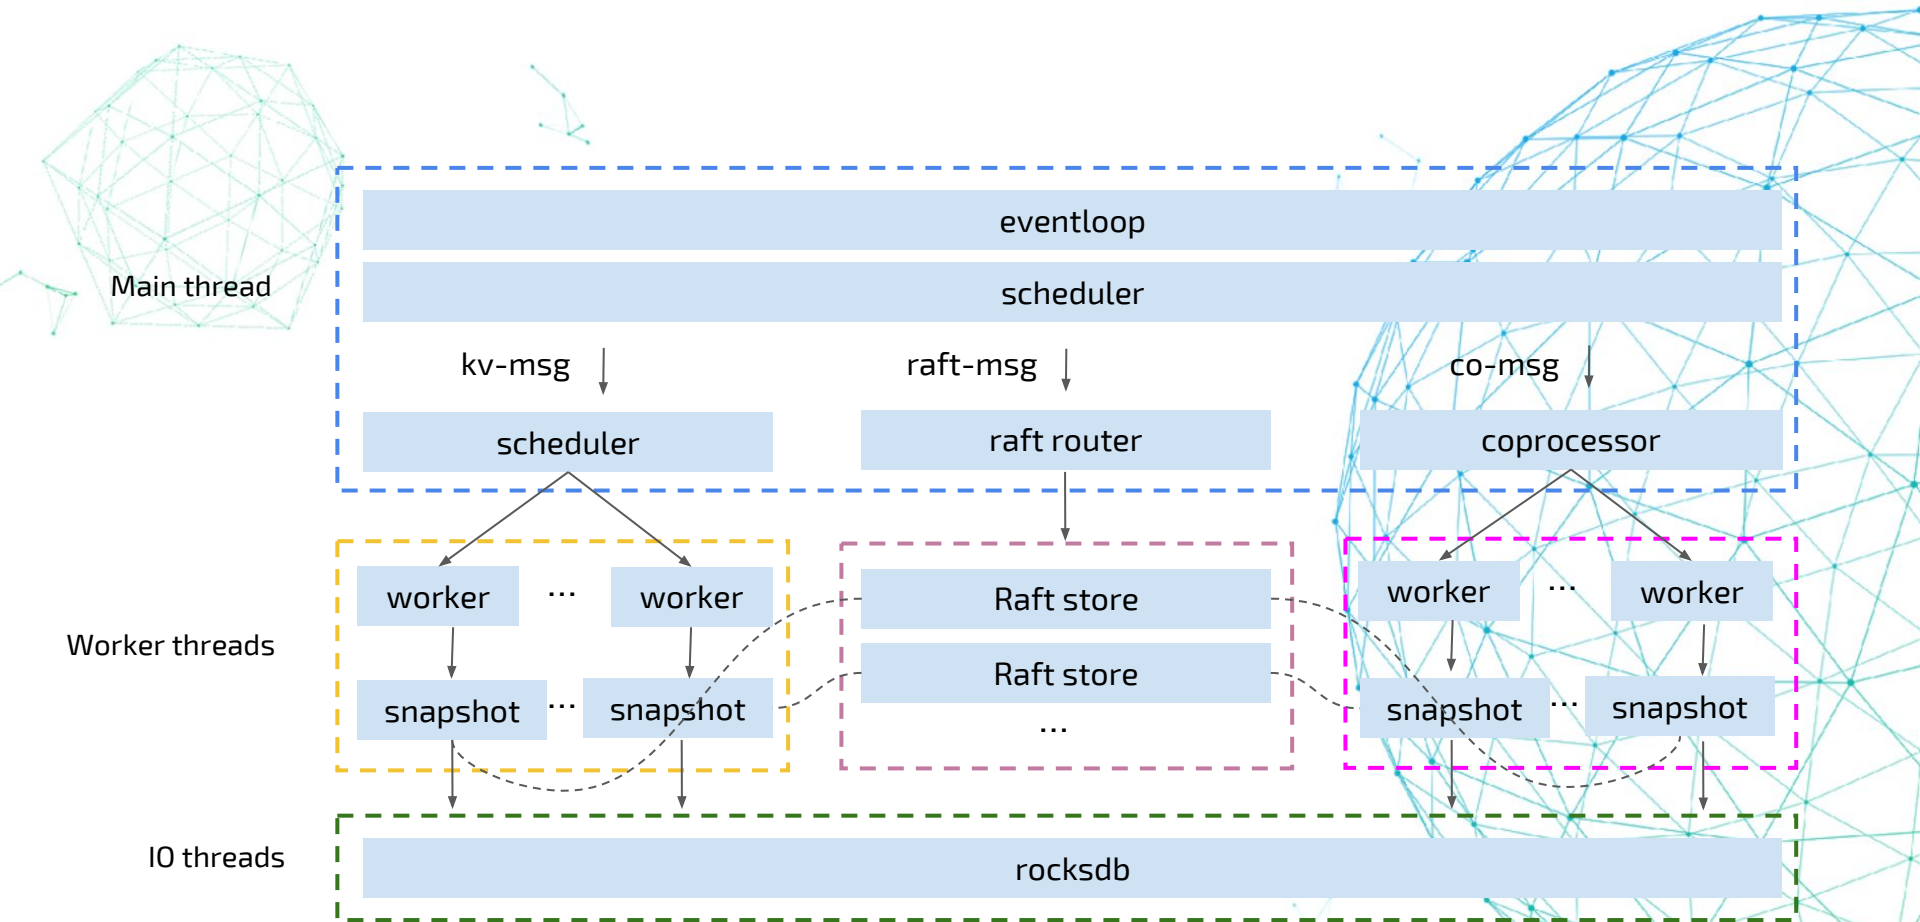 eventloop
Main thread
scheduler
kv-msg
raft-msg
co-msg
scheduler
raft router
coprocessor
worker
...
worker
Raft store
worker
...
worker
Worker threads
snapshot
...
snapshot
Raft store
snapshot
...
snapshot
...
IO threads
rocksdb